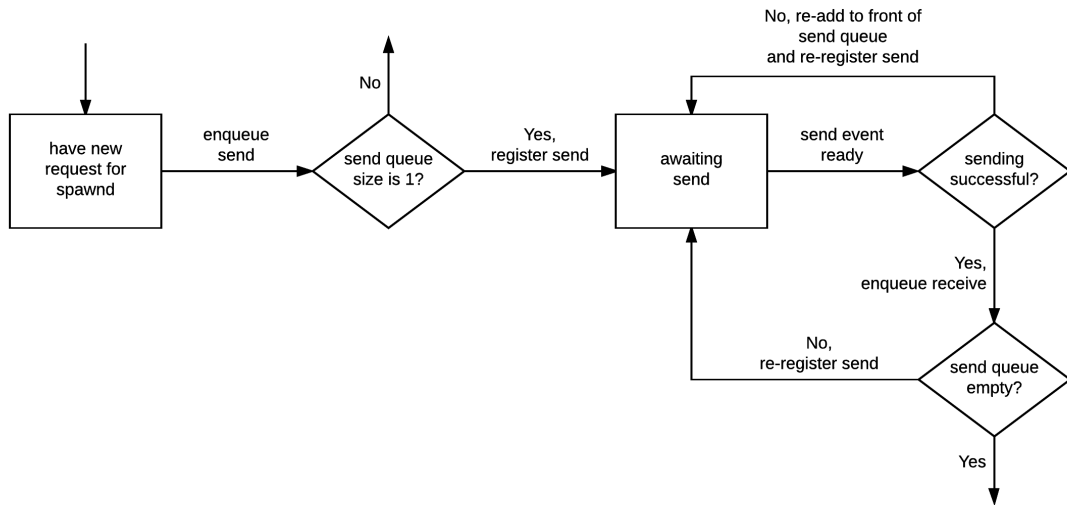 No, re-add to front of
send queue
and re-register send
No
have new
request for
spawnd
enqueue
send
send queue
size is 1?
Yes,
register send
awaiting
send
send event
ready
sending
successful?
Yes,
enqueue receive
No,
re-register send
send queue
empty?
Yes